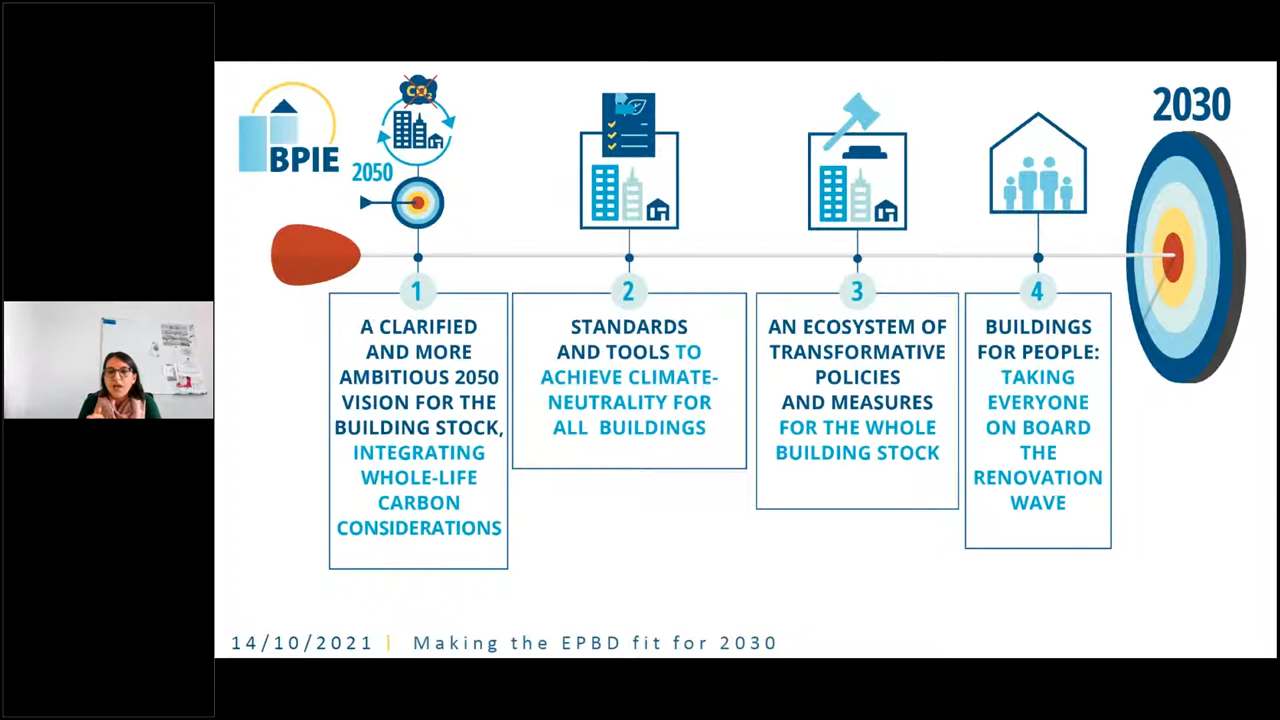 BPIE
CO2
2050
2030
1
A CLARIFIED
AND MORE
AMBITIOUS 2050
VISION FOR THE
BUILDING STOCK,
INTEGRATING
WHOLE-LIFE
CARBON
CONSIDERATIONS
2
STANDARDS
AND TOOLS TO
ACHIEVE CLIMATE-
NEUTRALITY FOR
ALL BUILDINGS
3
AN ECOSYSTEM OF
TRANSFORMATIVE
POLICIES
AND MEASURES
FOR THE WHOLE
BUILDING STOCK
4
BUILDINGS
FOR PEOPLE:
TAKING
EVERYONE
ON BOARD
THE
RENOVATION
WAVE
14/10/2021 | Making the EPBD fit for 2030